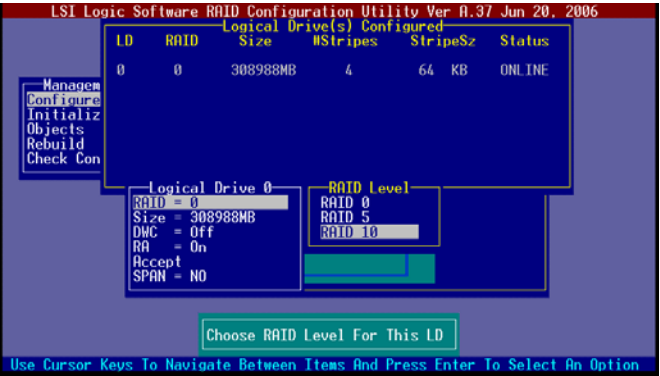 LSI Logic Software RAID Configuration Utility Ver A.37 Jun 20, 2006
Logical Drive(s) Configured
LD RAID Size #Stripes StripeSz Status
0 0 308988MB 4 64 KB ONLINE
Managem
Configure
Initializ
Objects
Rebuild
Check Con
Logical Drive 0
RAID = 0
Size = 308988MB
DWC = Off
RA = On
Accept
SPAN = NO
RAID Level
RAID 0
RAID 5
RAID 10
Choose RAID Level For This LD
Use Cursor Keys To Navigate Between Items And Press Enter To Select An Option